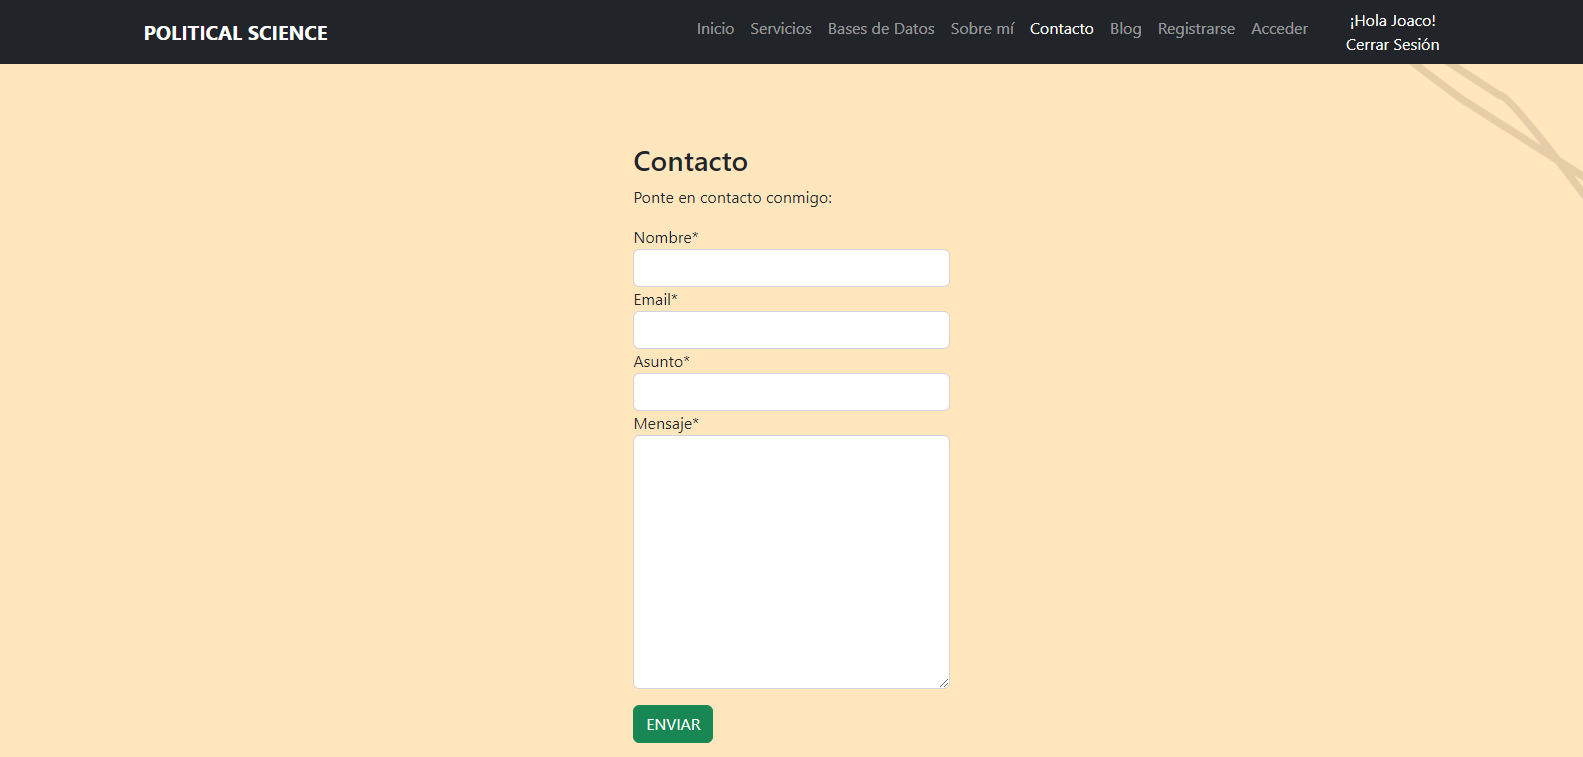 POLITICAL SCIENCE
Inicio Servicios Bases de Datos Sobre mí Contacto Blog Registrarse Acceder
¡Hola Joaco!
Cerrar Sesión
Contacto
Ponte en contacto conmigo:
Nombre*
Email*
Asunto*
Mensaje*
ENVIAR